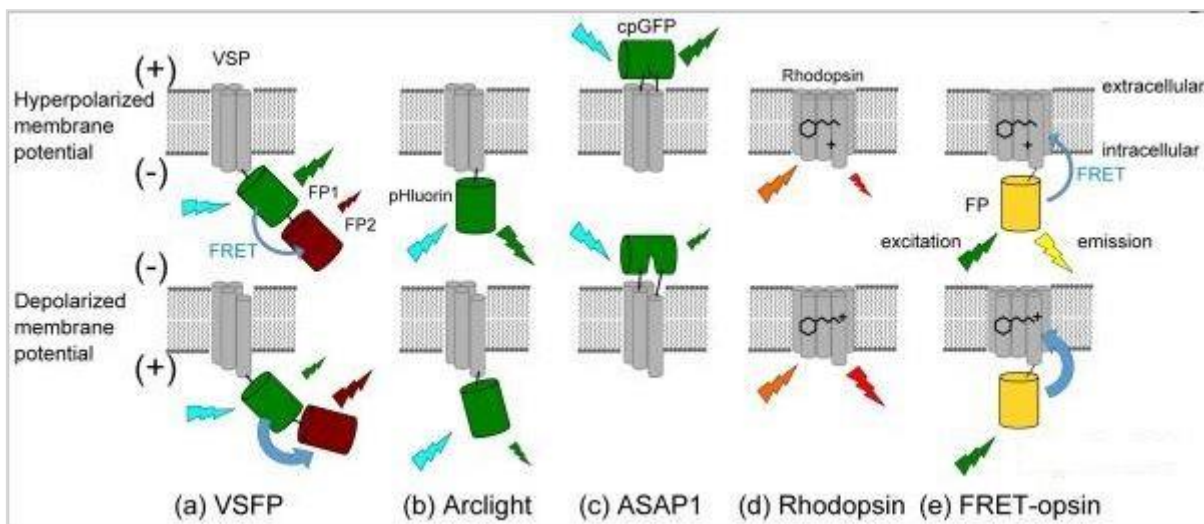 cpGFP
VSP
(+)
Rhodopsin
extracellular
Hyperpolarized
membrane
potential
+
+
intracellular
(-)
FP1
FP2
FRET
pHluorin
FRET
FP
excitation
emission
(-)
Depolarized
membrane
potential
+
+
(+)
(a) VSFP
(b) Arclight
(c) ASAP1
(d) Rhodopsin
(e) FRET-opsin